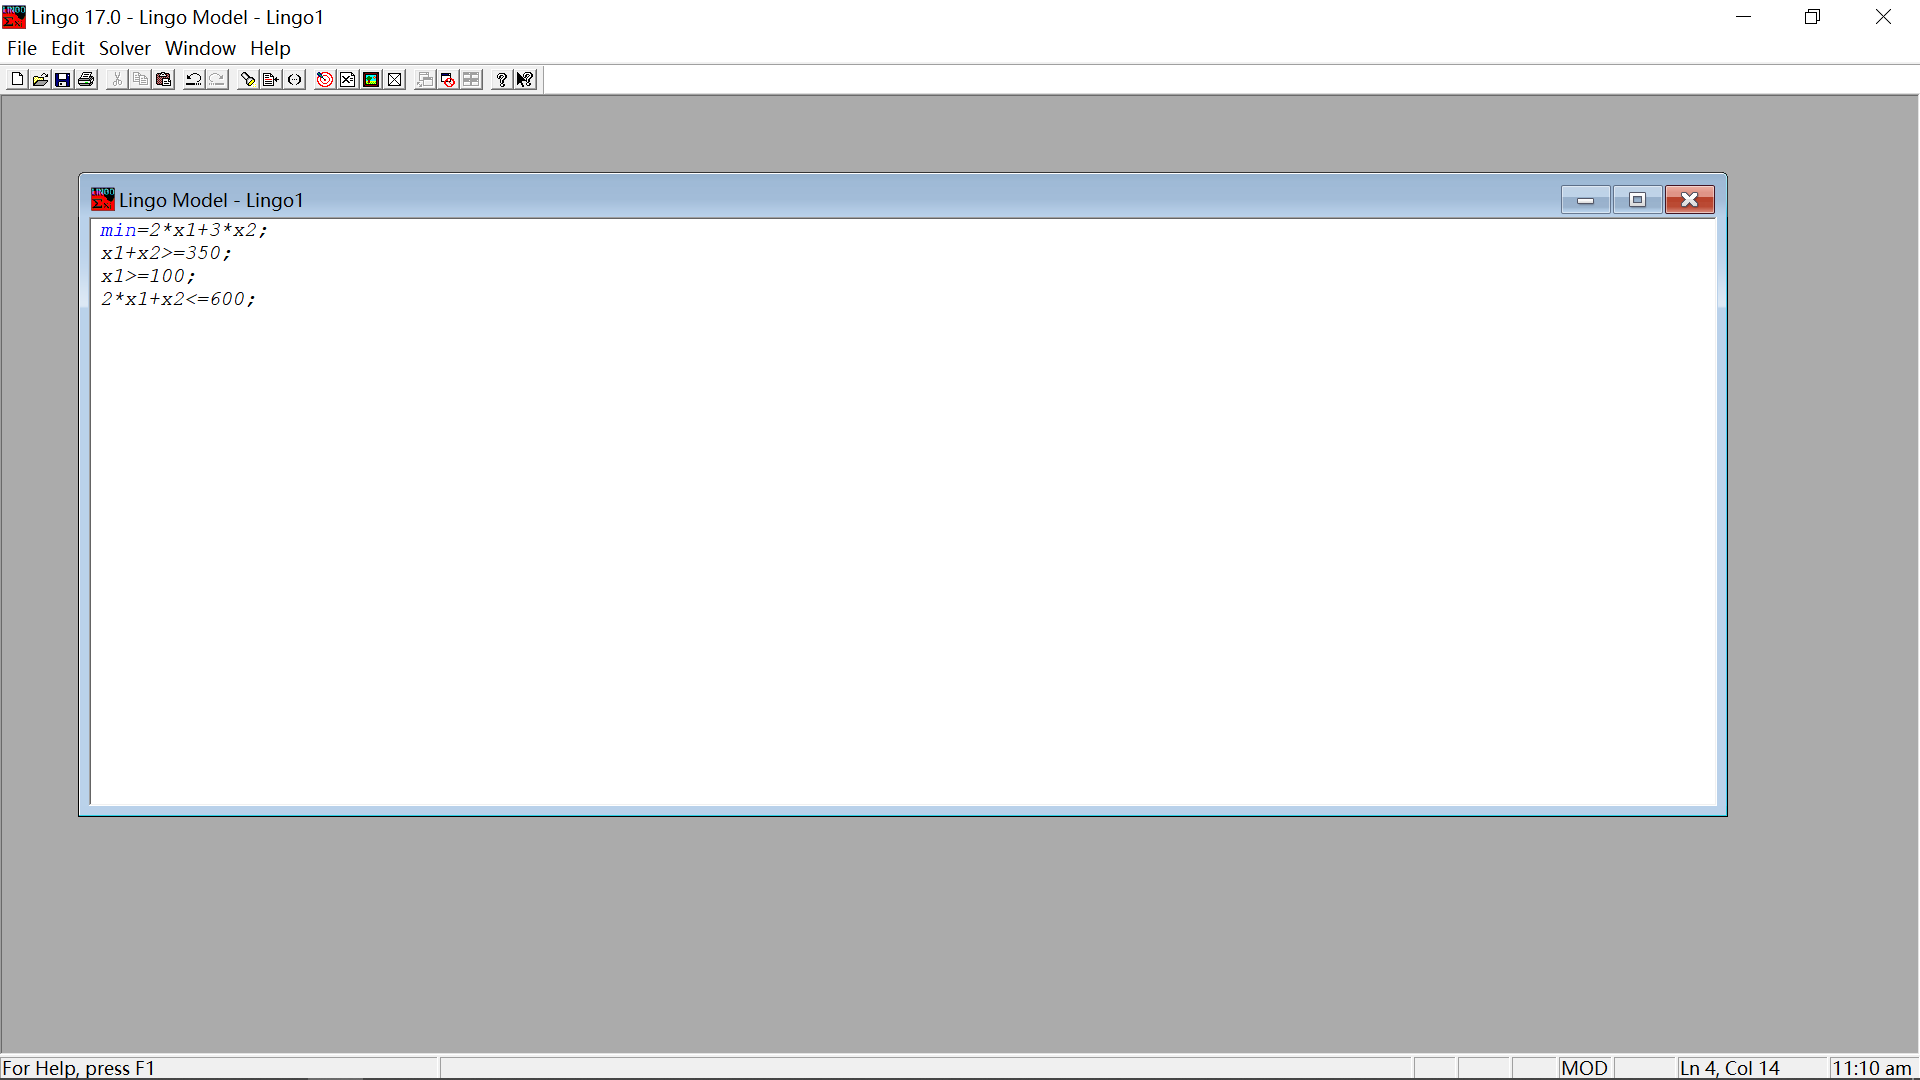 Lingo 17.0 - Lingo Model - Lingo1
File Edit Solver Window Help
Lingo Model - Lingo1
min=2*x1+3*x2;
x1+x2>=350;
x1>=100;
2*x1+x2<=600;
For Help, press F1
MOD
Ln 4, Col 14
11:10 am